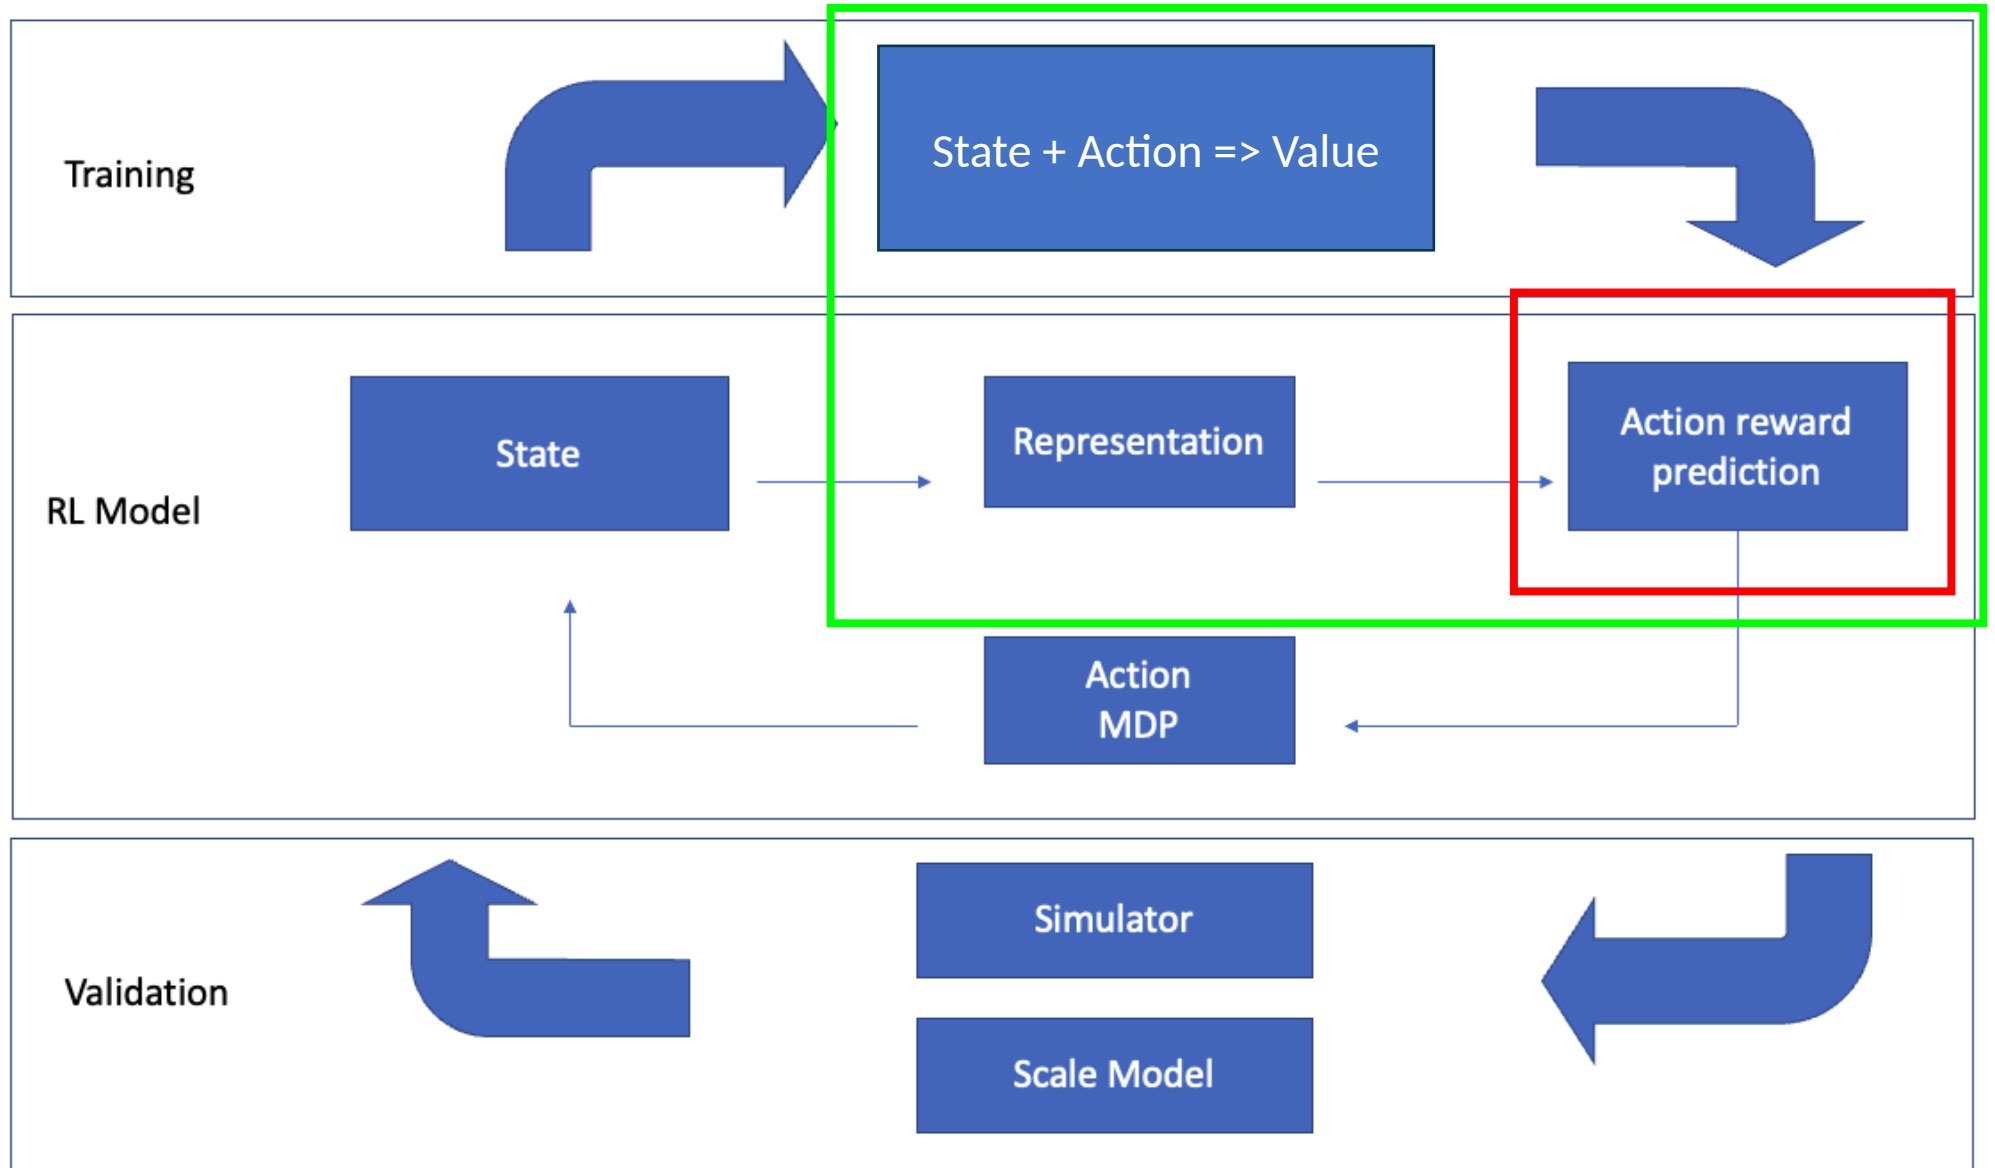 Training
State + Action => Value
RL Model
State
Representation
Action reward
prediction
Action
MDP
Validation
Simulator
Scale Model